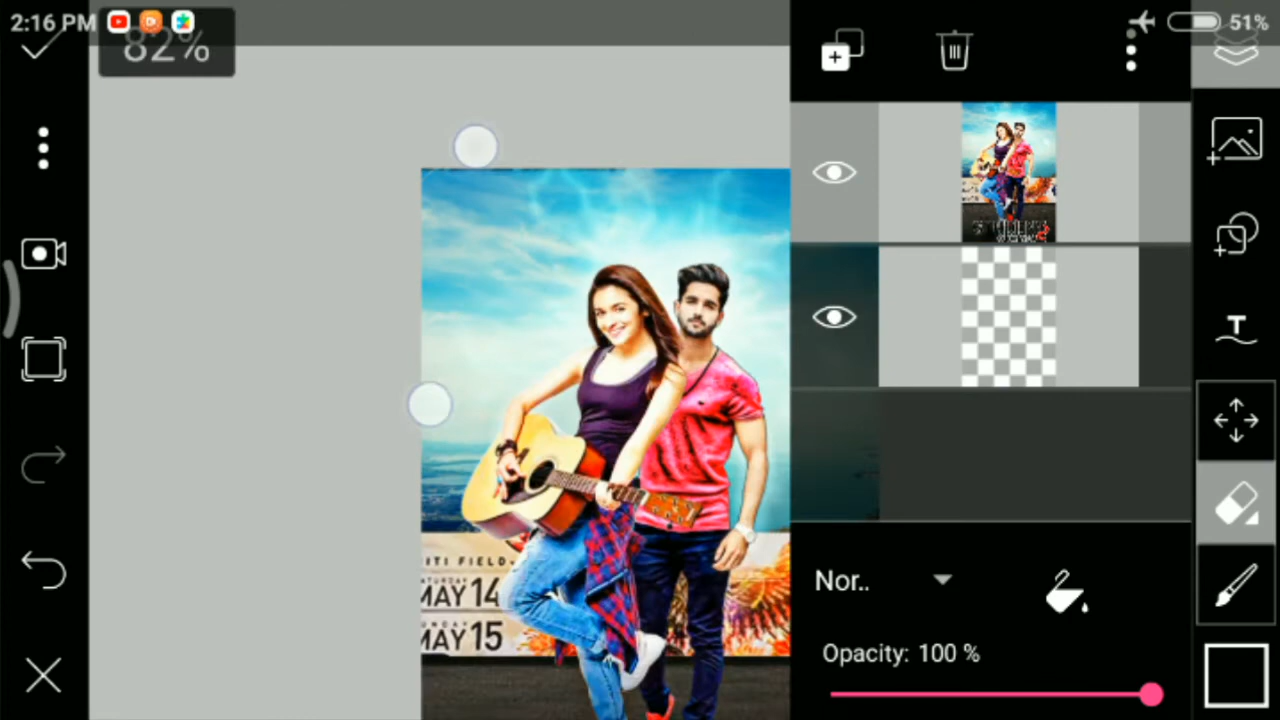 2:16 PM
51%
82%
ITI FIELD
MAY 14
MAY 15
Nor..
Opacity: 100 %